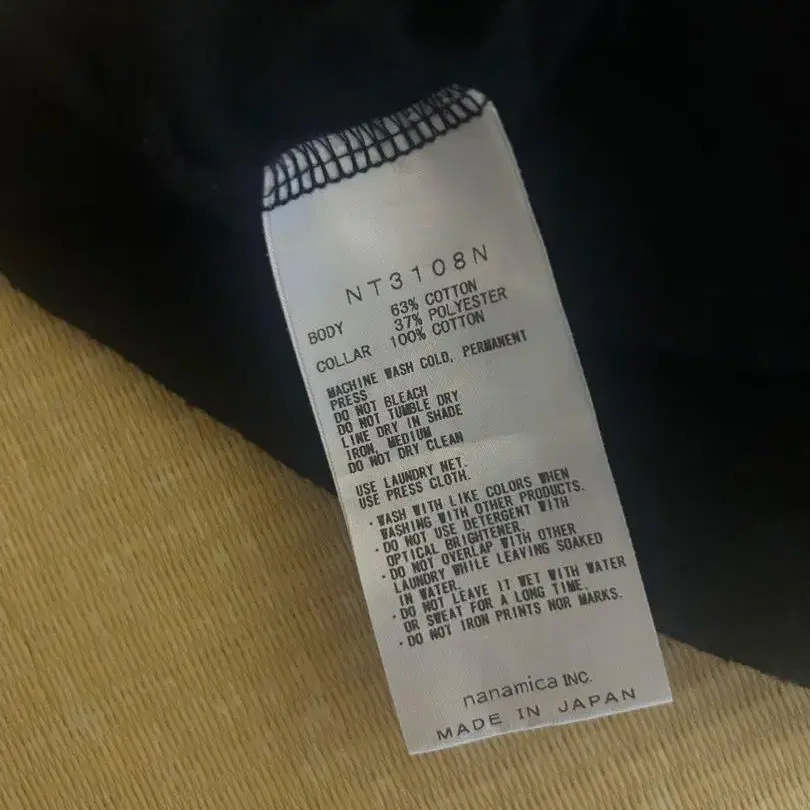 NT3108N
BODY 63% COTTON
37% POLYESTER
COLLAR 100% COTTON
MACHINE WASH COLD, PERMANENT
PRESS
DO NOT BLEACH
DO NOT TUMBLE DRY
LINE DRY IN SHADE
IRON, MEDIUM
DO NOT DRY CLEAN
USE LAUNDRY NET.
USE PRESS CLOTH.
・WASH WITH LIKE COLORS WHEN
WASHING WITH OTHER PRODUCTS.
・DO NOT USE DETERGENT WITH
OPTICAL BRIGHTENER.
・DO NOT OVERLAP WITH OTHER
LAUNDRY WHILE LEAVING SOAKED
IN WATER.
・DO NOT LEAVE IT WET WITH WATER
OR SWEAT FOR A LONG TIME.
・DO NOT IRON PRINTS NOR MARKS.
nanamica INC.
MADE IN JAPAN